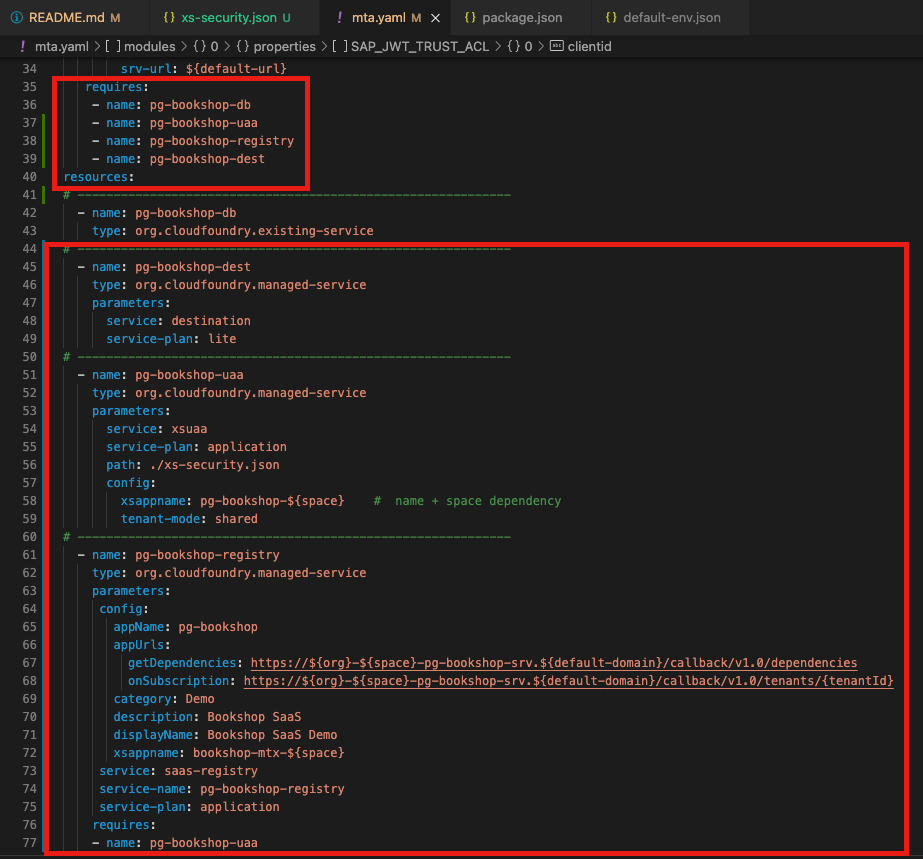 README.md M xs-security.json U mta.yaml M package.json default-env.json
mta.yaml > [ ] modules > {} 0 > {} properties > [ ] SAP_JWT_TRUST_ACL > {} 0 > abc clientid
34 srv-url: ${default-url}
35 requires:
36 - name: pg-bookshop-db
37 - name: pg-bookshop-uaa
38 - name: pg-bookshop-registry
39 - name: pg-bookshop-dest
40 resources:
41 # ------------------------------------------------------------
42 - name: pg-bookshop-db
43 type: org.cloudfoundry.existing-service
44 # ------------------------------------------------------------
45 - name: pg-bookshop-dest
46 type: org.cloudfoundry.managed-service
47 parameters:
48 service: destination
49 service-plan: lite
50 # ------------------------------------------------------------
51 - name: pg-bookshop-uaa
52 type: org.cloudfoundry.managed-service
53 parameters:
54 service: xsuaa
55 service-plan: application
56 path: ./xs-security.json
57 config:
58 xsappname: pg-bookshop-${space} # name + space dependency
59 tenant-mode: shared
60 # ------------------------------------------------------------
61 - name: pg-bookshop-registry
62 type: org.cloudfoundry.managed-service
63 parameters:
64 config:
65 appName: pg-bookshop
66 appUrls:
67 getDependencies: https://${org}-${space}-pg-bookshop-srv.${default-domain}/callback/v1.0/dependencies
68 onSubscription: https://${org}-${space}-pg-bookshop-srv.${default-domain}/callback/v1.0/tenants/{tenantId}
69 category: Demo
70 description: Bookshop SaaS
71 displayName: Bookshop SaaS Demo
72 xsappname: bookshop-mtx-${space}
73 service: saas-registry
74 service-name: pg-bookshop-registry
75 service-plan: application
76 requires:
77 - name: pg-bookshop-uaa